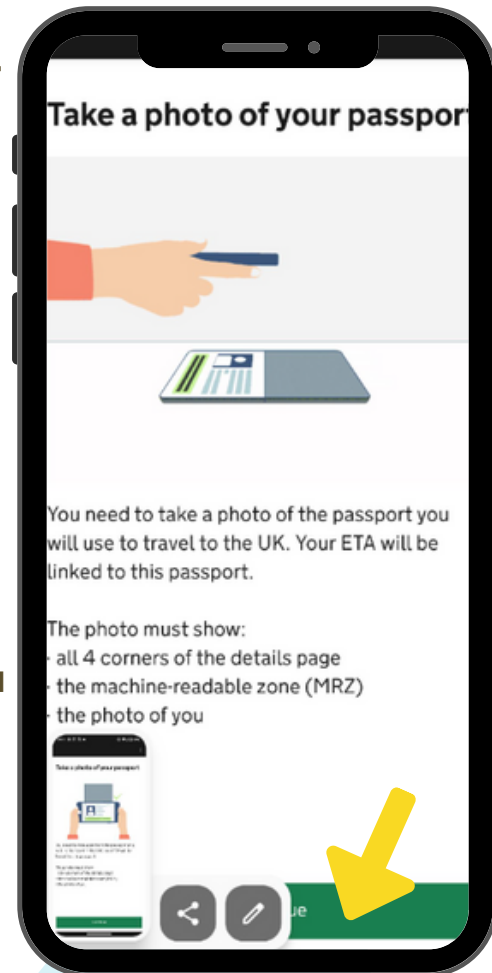 Take a photo of your passpor
You need to take a photo of the passport you
will use to travel to the UK. Your ETA will be
linked to this passport.
The photo must show:
- all 4 corners of the details page
- the machine-readable zone (MRZ)
- the photo of you
Take a photo of your passport
ue